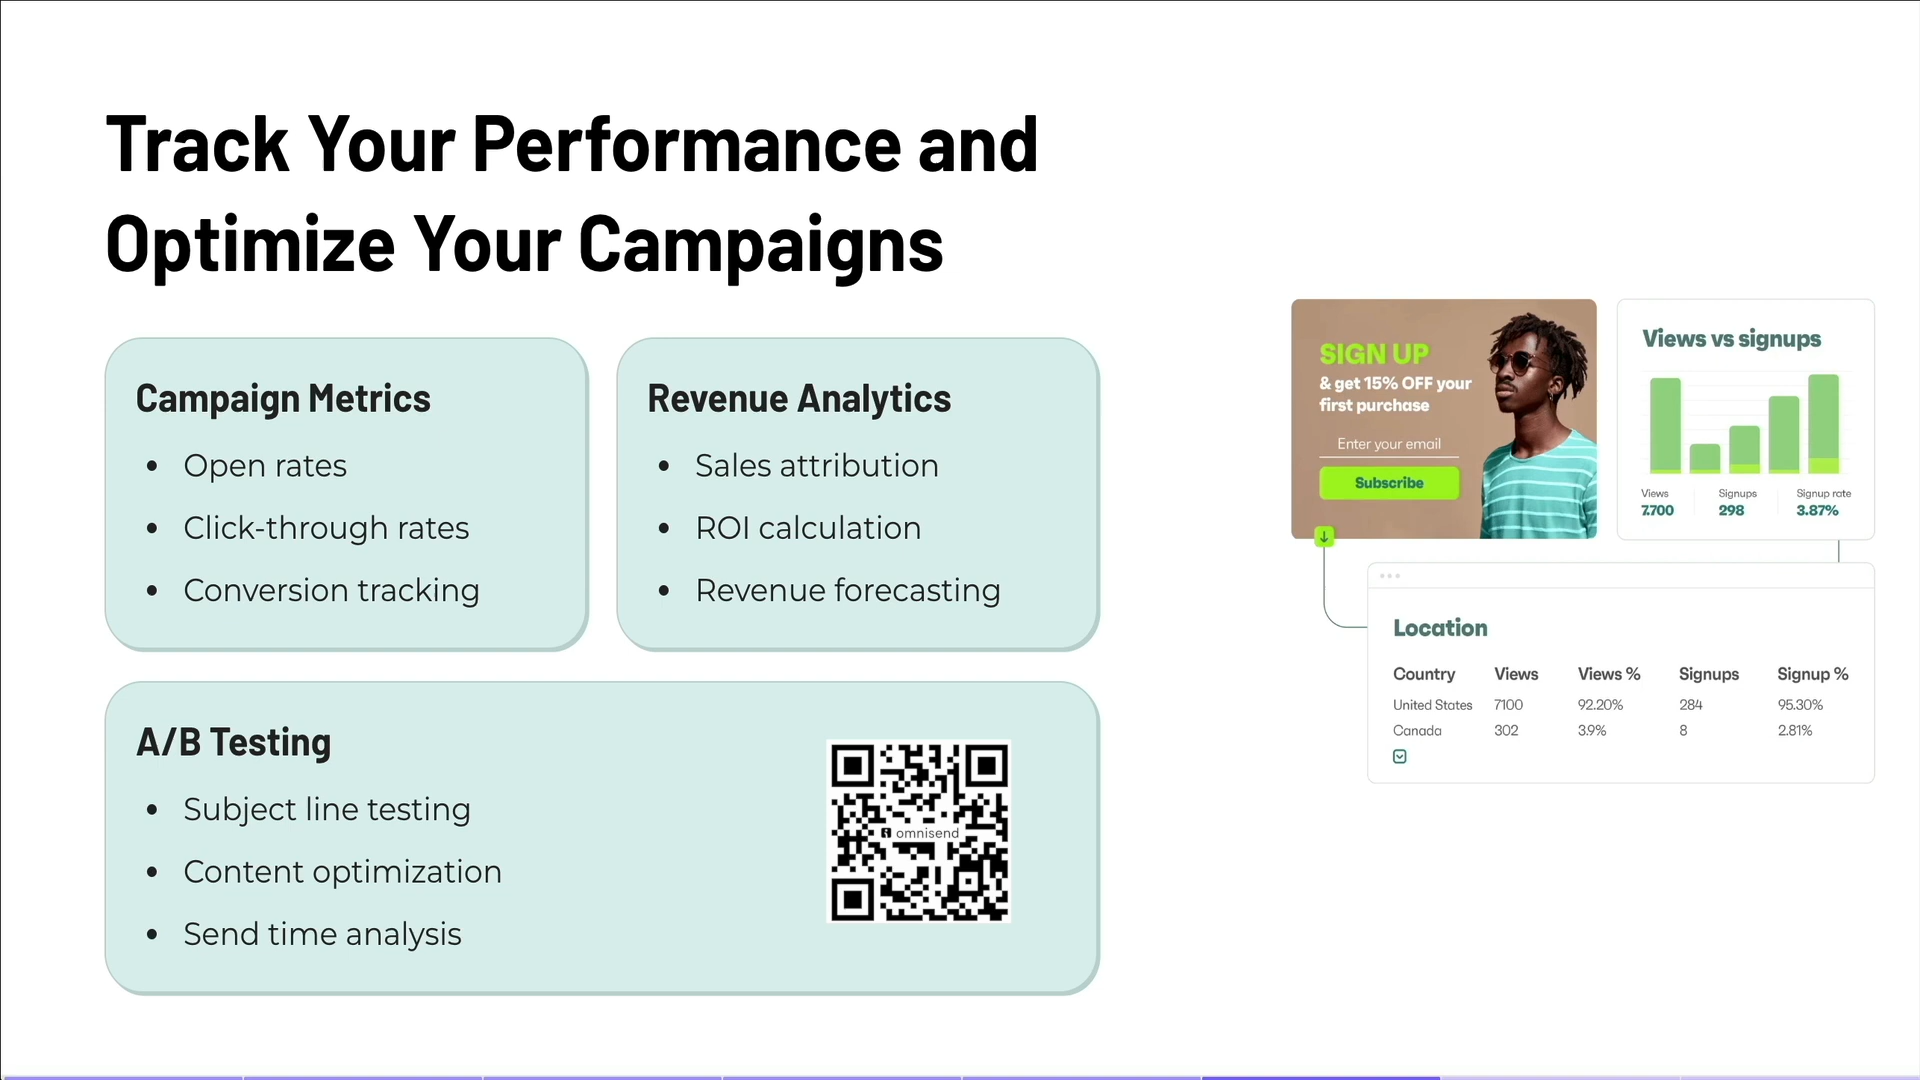 Track Your Performance and
Optimize Your Campaigns
Campaign Metrics
• Open rates
• Click-through rates
• Conversion tracking
Revenue Analytics
• Sales attribution
• ROI calculation
• Revenue forecasting
A/B Testing
• Subject line testing
• Content optimization
• Send time analysis
omnisend
SIGN UP
& get 15% OFF your
first purchase
Enter your email
Subscribe
Views vs signups
Views Signups Signup rate
7.700 298 3.87%
Location
Country Views Views % Signups Signup %
United States 7100 92.20% 284 95.30%
Canada 302 3.9% 8 2.81%